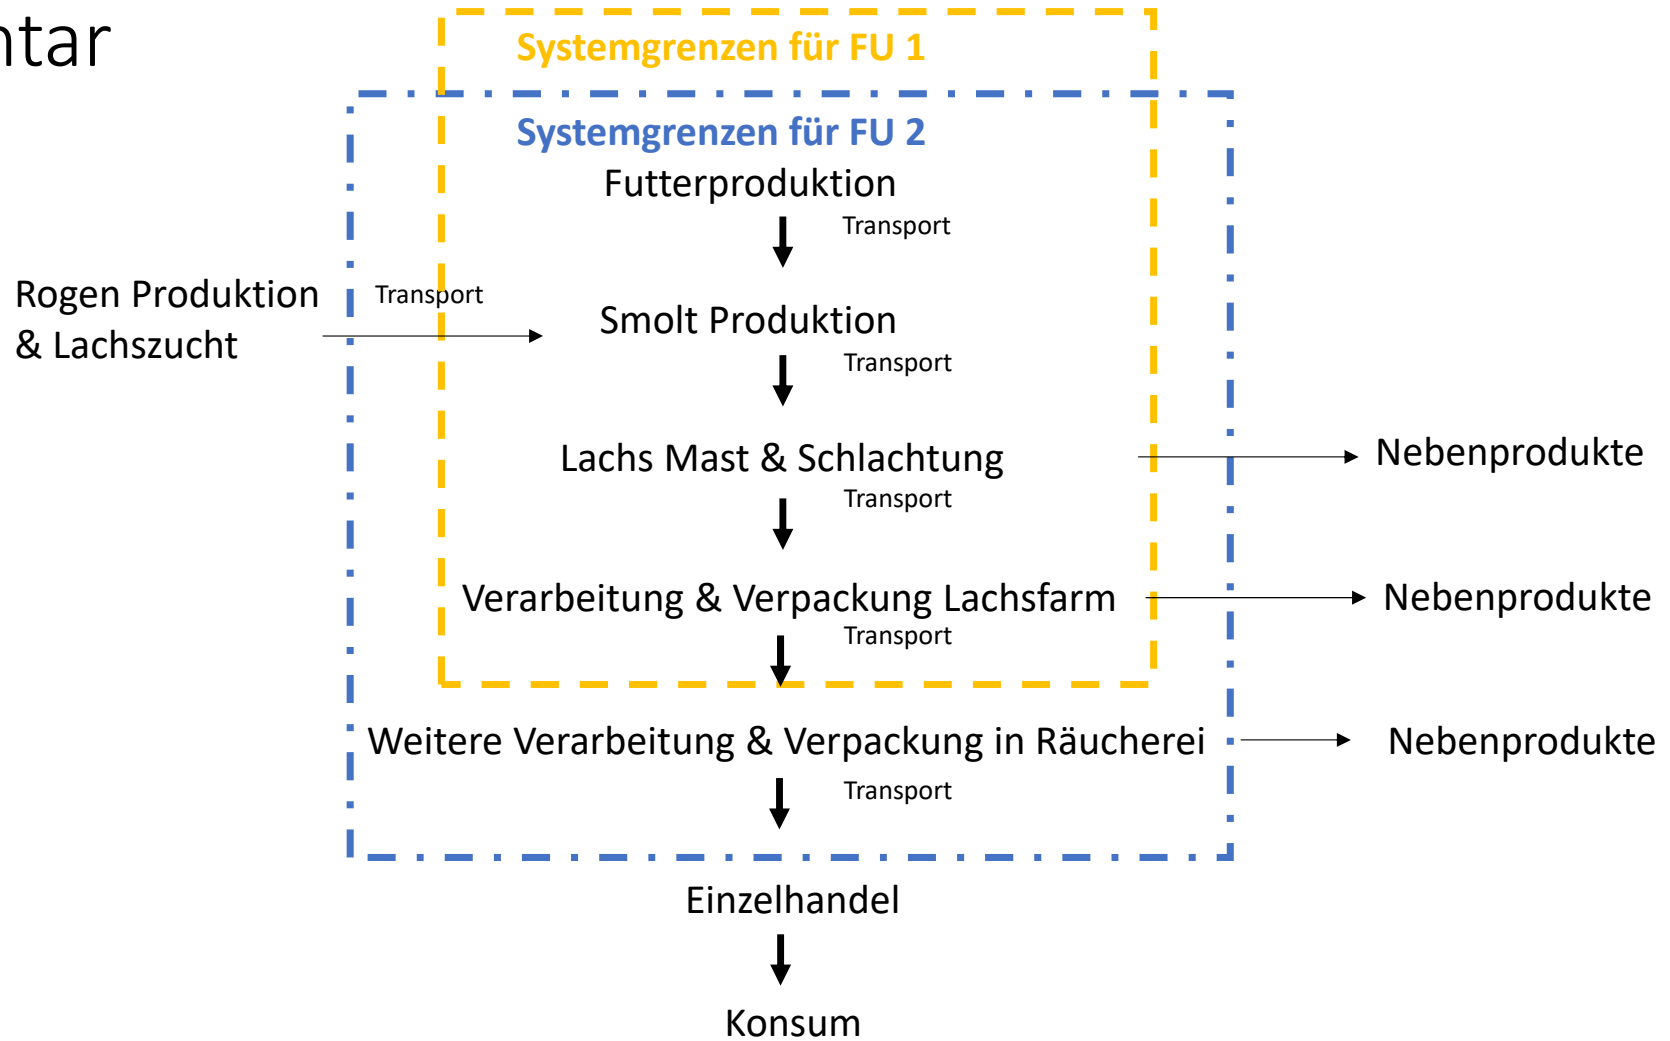 ntar
Systemgrenzen für FU 1
Systemgrenzen für FU 2
Futterproduktion
Transport
Rogen Produktion
& Lachszucht
Transport
Smolt Produktion
Transport
Lachs Mast & Schlachtung
Nebenprodukte
Transport
Verarbeitung & Verpackung Lachsfarm
Nebenprodukte
Transport
Weitere Verarbeitung & Verpackung in Räucherei
Nebenprodukte
Transport
Einzelhandel
Konsum